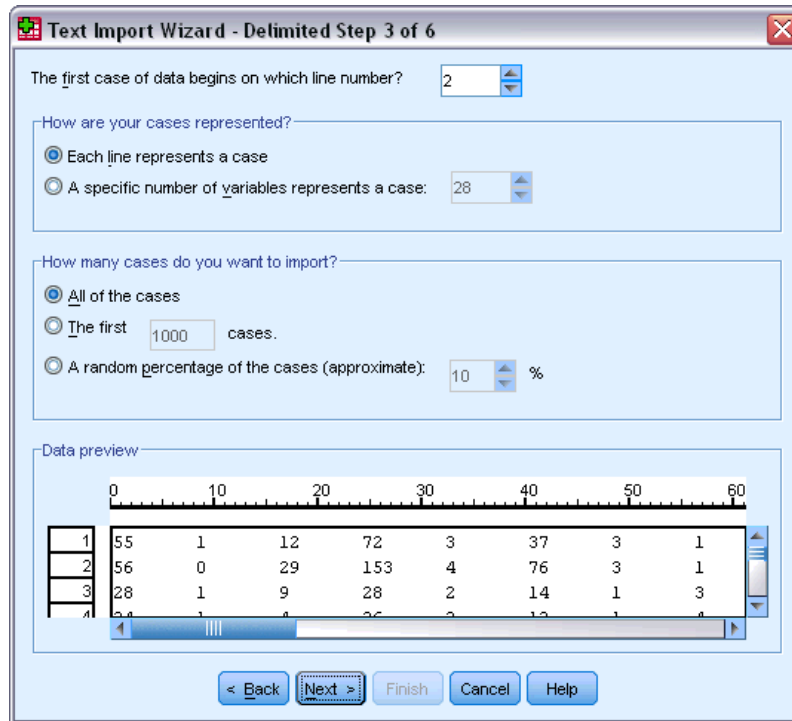 Text Import Wizard - Delimited Step 3 of 6
The first case of data begins on which line number? 2
How are your cases represented?
Each line represents a case
A specific number of variables represents a case: 28
How many cases do you want to import?
All of the cases
The first 1000 cases.
A random percentage of the cases (approximate): 10 %
Data preview
0 10 20 30 40 50 60
1 55 1 12 72 3 37 3 1
2 56 0 29 153 4 76 3 1
3 28 1 9 28 2 14 1 3
< Back Next > Finish Cancel Help